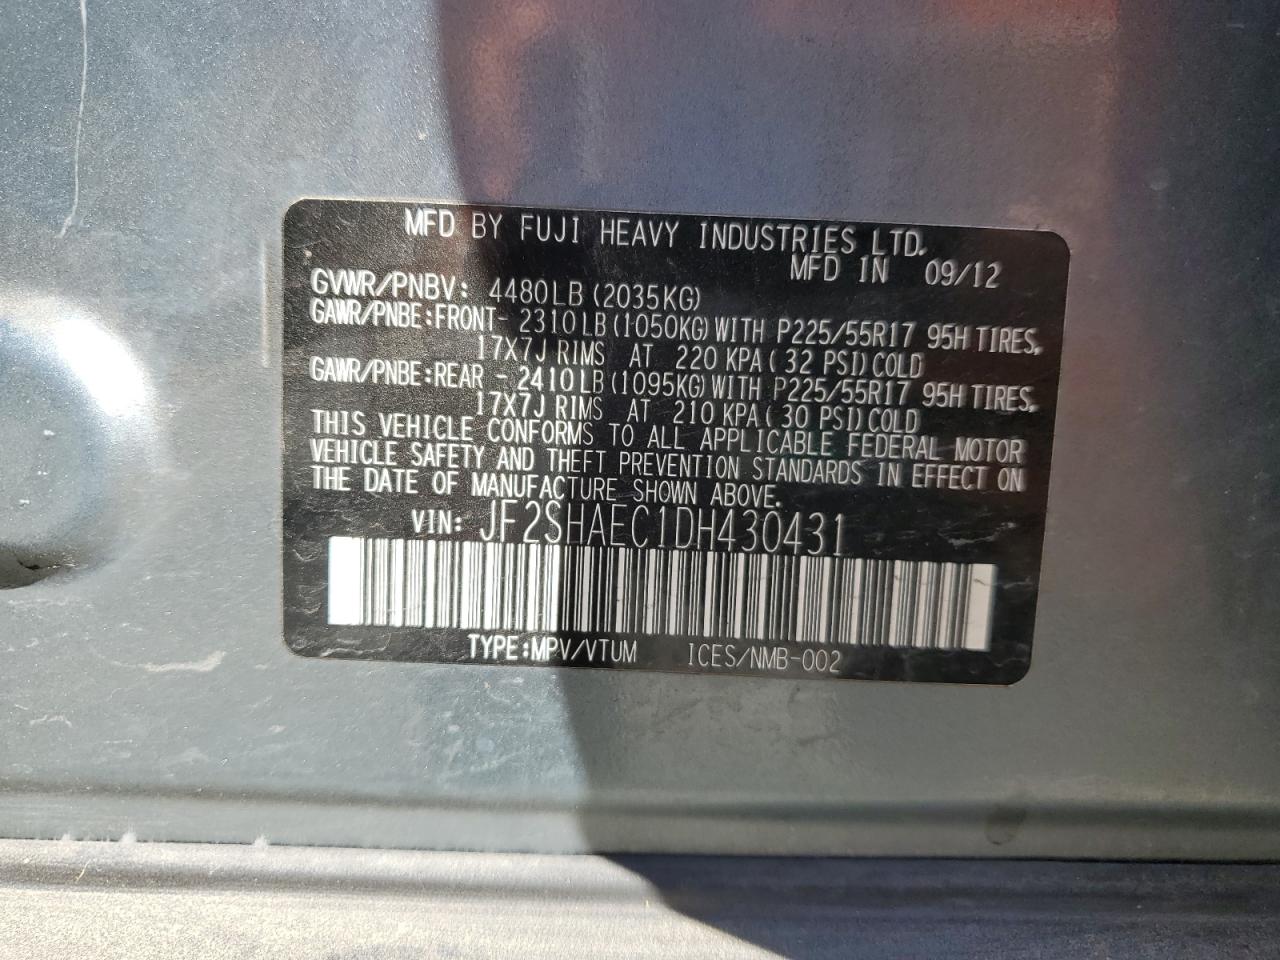 MFD BY FUJI HEAVY INDUSTRIES LTD.
MFD IN 09/12
GVWR/PNBV: 4480LB (2035KG)
GAWR/PNBE:FRONT- 2310LB(1050KG) WITH P225/55R17 95H TIRES,
17X7J RIMS AT 220 KPA(32 PSI) COLD
GAWR/PNBE:REAR - 2410LB(1095KG) WITH P225/55R17 95H TIRES,
17X7J RIMS AT 210 KPA(30 PSI) COLD
THIS VEHICLE CONFORMS TO ALL APPLICABLE FEDERAL MOTOR
VEHICLE SAFETY AND THEFT PREVENTION STANDARDS IN EFFECT ON
THE DATE OF MANUFACTURE SHOWN ABOVE.
VIN: JF2SHAEC1DH430431
TYPE:MPV/VTUM ICES/NMB-002